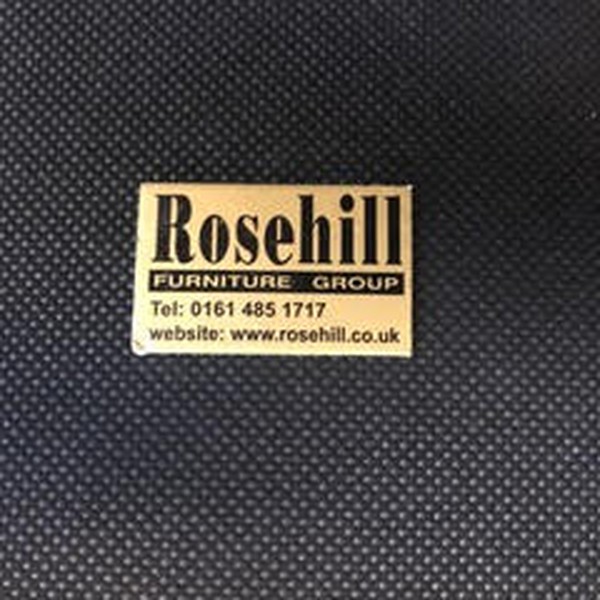 Rosehill
FURNITURE GROUP
Tel: 0161 485 1717
website: www.rosehill.co.uk